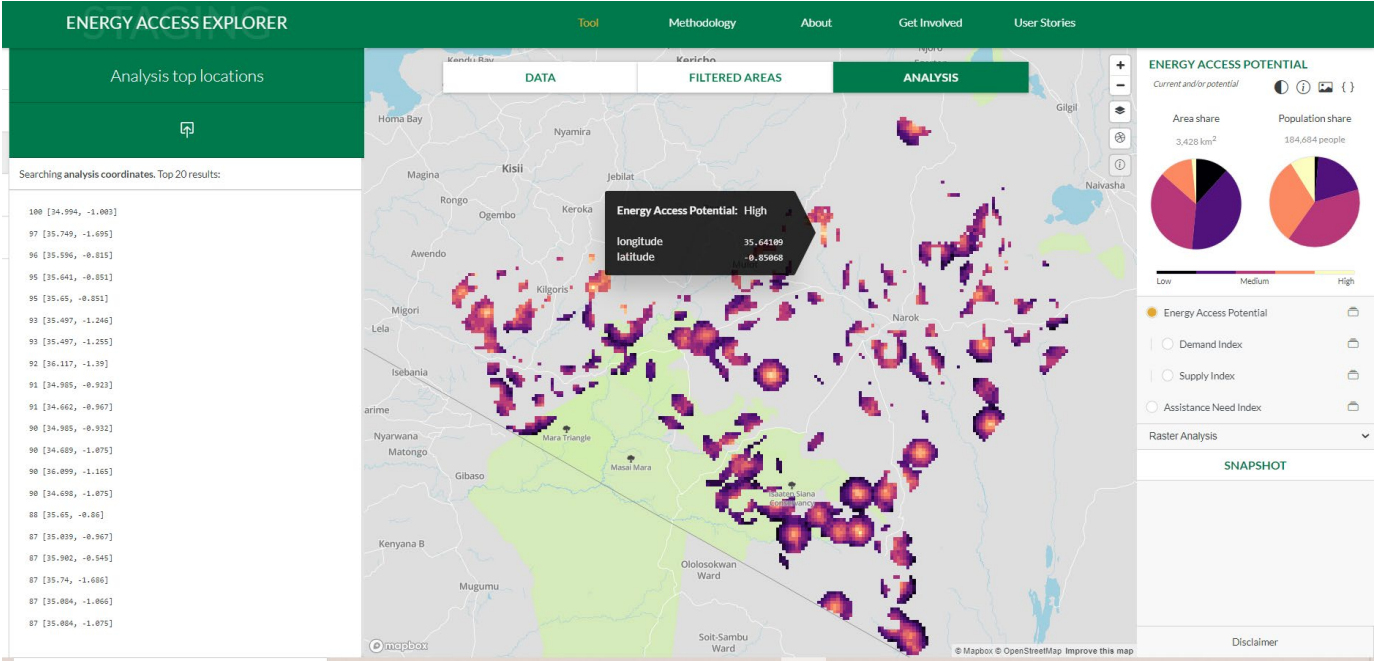 STAGING
ENERGY ACCESS EXPLORER
Tool
Methodology
About
Get Involved
User Stories
Analysis top locations
Searching analysis coordinates. Top 20 results:
100 [34.994, -1.003]
97 [35.749, -1.695]
96 [35.596, -0.815]
95 [35.641, -0.851]
95 [35.65, -0.851]
93 [35.497, -1.246]
93 [35.497, -1.255]
92 [36.117, -1.39]
91 [34.985, -0.923]
91 [34.662, -0.967]
90 [34.985, -0.932]
90 [34.689, -1.075]
90 [36.099, -1.165]
90 [34.698, -1.075]
88 [35.65, -0.86]
87 [35.039, -0.967]
87 [35.902, -0.545]
87 [35.74, -1.686]
87 [35.084, -1.066]
87 [35.084, -1.075]
DATA
FILTERED AREAS
ANALYSIS
Kendu Bay
Kericho
Njoro
Homa Bay
Nyamira
Gilgil
Magina
Kisii
Jebilat
Naivasha
Rongo
Ogembo
Keroka
Awendo
Energy Access Potential: High
longitude 35.64109
latitude -0.85068
Kilgoris
Migori
Lela
Narok
Isebania
arime
Nyarwana
Matongo
Mara Triangle
Masai Mara
Gibaso
Isaaten Siana
Conservancy
Kenyana B
Ololosokwan
Ward
Mugumu
Soit-Sambu
Ward
mapbox
© Mapbox © OpenStreetMap Improve this map
+
−
ENERGY ACCESS POTENTIAL
Current and/or potential
{ }
Area share
Population share
3,428 km²
184,684 people
Low
Medium
High
Energy Access Potential
Demand Index
Supply Index
Assistance Need Index
Raster Analysis
SNAPSHOT
Disclaimer